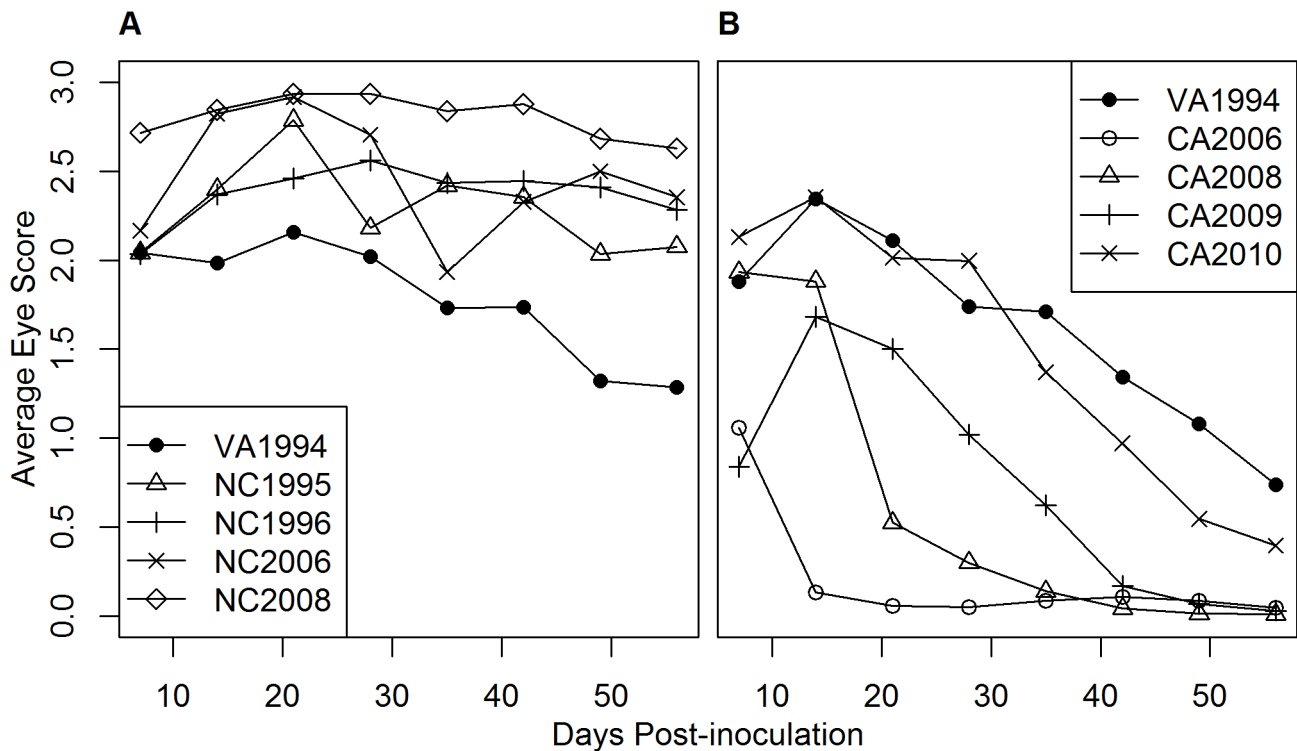 A
B
Average Eye Score
3.0
2.5
2.0
1.5
1.0
0.5
0.0
VA1994
NC1995
NC1996
NC2006
NC2008
VA1994
CA2006
CA2008
CA2009
CA2010
10 20 30 40 50
10 20 30 40 50
Days Post-inoculation